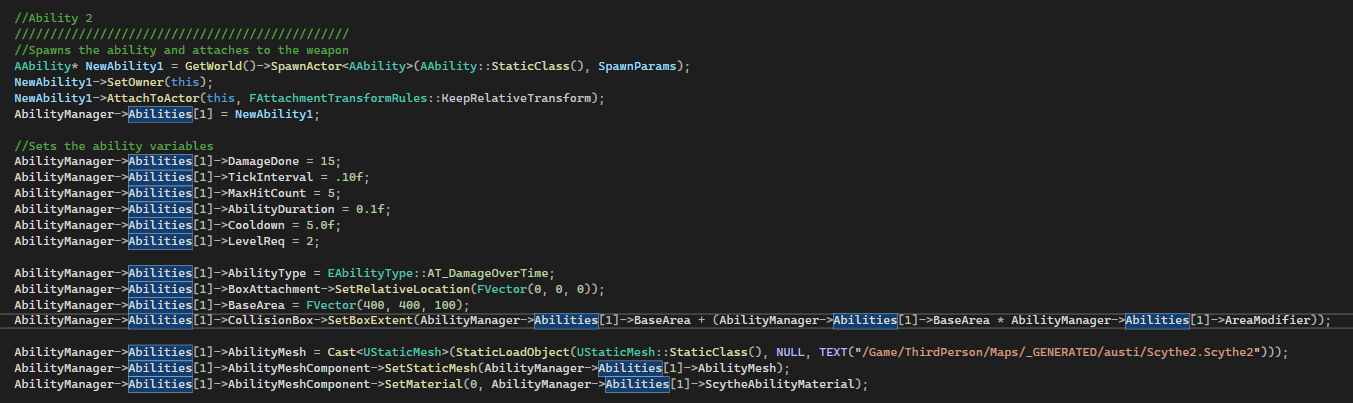 //Ability 2
///////////////////////////////////////////////
//Spawns the ability and attaches to the weapon
AAbility* NewAbility1 = GetWorld()->SpawnActor<AAbility>(AAbility::StaticClass(), SpawnParams);
NewAbility1->SetOwner(this);
NewAbility1->AttachToActor(this, FAttachmentTransformRules::KeepRelativeTransform);
AbilityManager->Abilities[1] = NewAbility1;
//Sets the ability variables
AbilityManager->Abilities[1]->DamageDone = 15;
AbilityManager->Abilities[1]->TickInterval = .10f;
AbilityManager->Abilities[1]->MaxHitCount = 5;
AbilityManager->Abilities[1]->AbilityDuration = 0.1f;
AbilityManager->Abilities[1]->Cooldown = 5.0f;
AbilityManager->Abilities[1]->LevelReq = 2;
AbilityManager->Abilities[1]->AbilityType = EAbilityType::AT_DamageOverTime;
AbilityManager->Abilities[1]->BoxAttachment->SetRelativeLocation(FVector(0, 0, 0));
AbilityManager->Abilities[1]->BaseArea = FVector(400, 400, 100);
AbilityManager->Abilities[1]->CollisionBox->SetBoxExtent(AbilityManager->Abilities[1]->BaseArea + (AbilityManager->Abilities[1]->BaseArea * AbilityManager->Abilities[1]->AreaModifier));
AbilityManager->Abilities[1]->AbilityMesh = Cast<UStaticMesh>(StaticLoadObject(UStaticMesh::StaticClass(), NULL, TEXT("/Game/ThirdPerson/Maps/_GENERATED/austi/Scythe2.Scythe2")));
AbilityManager->Abilities[1]->AbilityMeshComponent->SetStaticMesh(AbilityManager->Abilities[1]->AbilityMesh);
AbilityManager->Abilities[1]->AbilityMeshComponent->SetMaterial(0, AbilityManager->Abilities[1]->ScytheAbilityMaterial);